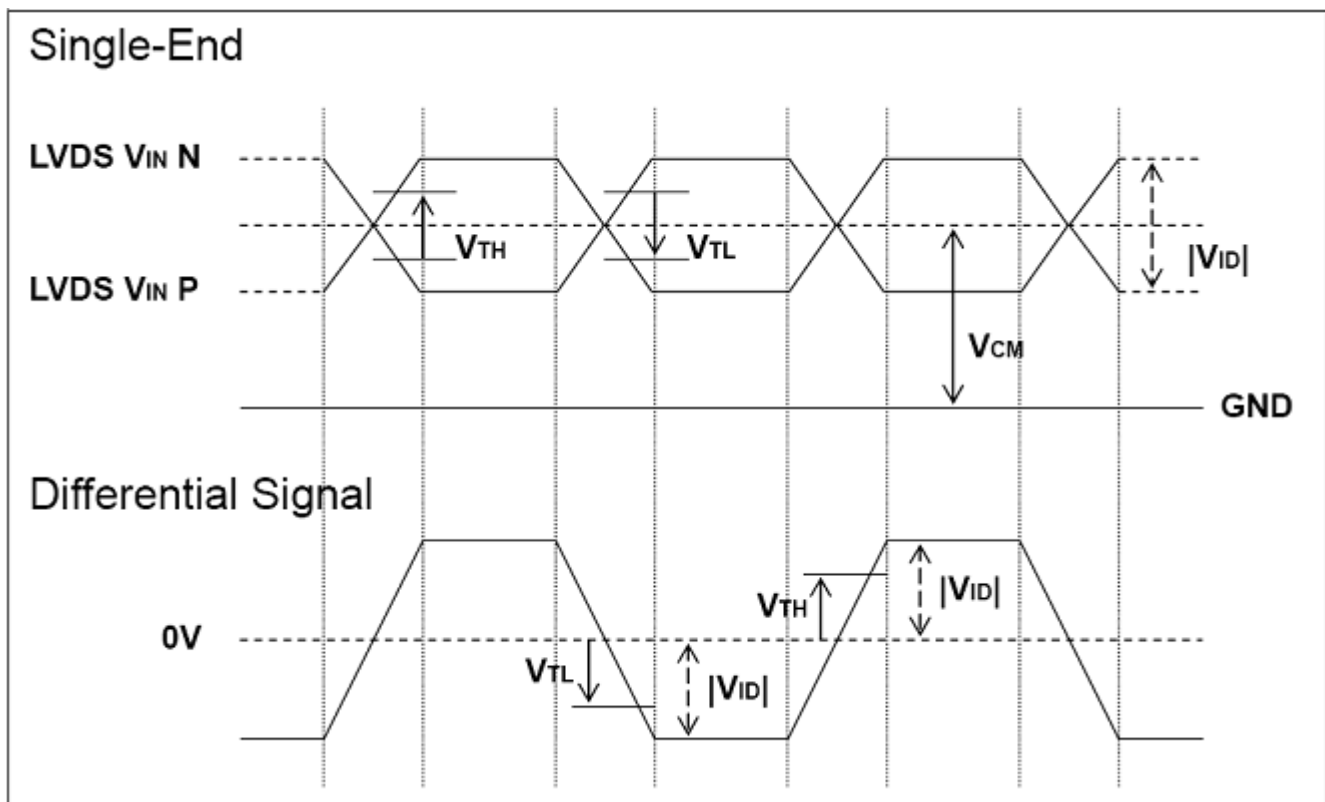 Single-End
LVDS VIN N
VTH
VTL
|VID|
LVDS VIN P
VCM
GND
Differential Signal
VTH
|VID|
0V
VTL
|VID|